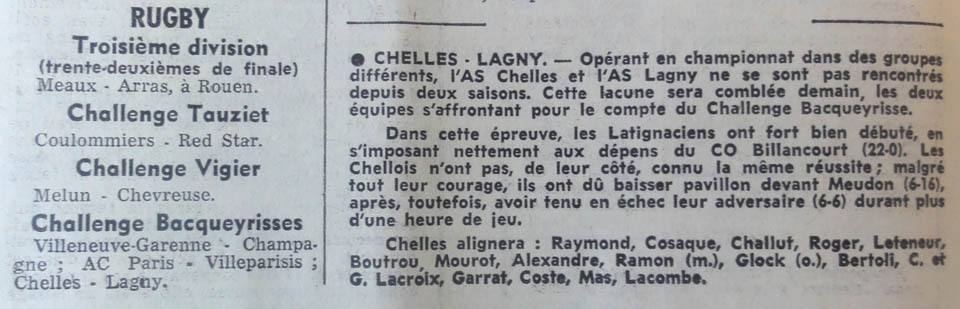 RUGBY
Troisième division
(trente-deuxièmes de finale)
Meaux - Arras, à Rouen.
Challenge Tauziet
Coulommiers - Red Star.
Challenge Vigier
Melun - Chevreuse.
Challenge Bacqueyrisses
Villeneuve-Garenne - Champa-
gne ; AC Paris - Villeparisis ;
Chelles - Lagny.
● CHELLES - LAGNY. — Opérant en championnat dans des groupes
différents, l'AS Chelles et l'AS Lagny ne se sont pas rencontrés
depuis deux saisons. Cette lacune sera comblée demain, les deux
équipes s'affrontant pour le compte du Challenge Bacqueyrisse.
Dans cette épreuve, les Latignaciens ont fort bien débuté, en
s'imposant nettement aux dépens du CO Billancourt (22-0). Les
Chellois n'ont pas, de leur côté, connu la même réussite ; malgré
tout leur courage, ils ont dû baisser pavillon devant Meudon (6-16),
après, toutefois, avoir tenu en échec leur adversaire (6-6) durant plus
d'une heure de jeu.
Chelles alignera : Raymond, Cosaque, Challuf, Roger, Leteneur,
Boutrou, Mourot, Alexandre, Ramon (m.), Glock (o.), Bertoli, C. et
G. Lacroix, Garrat, Coste, Mas, Lacombe.